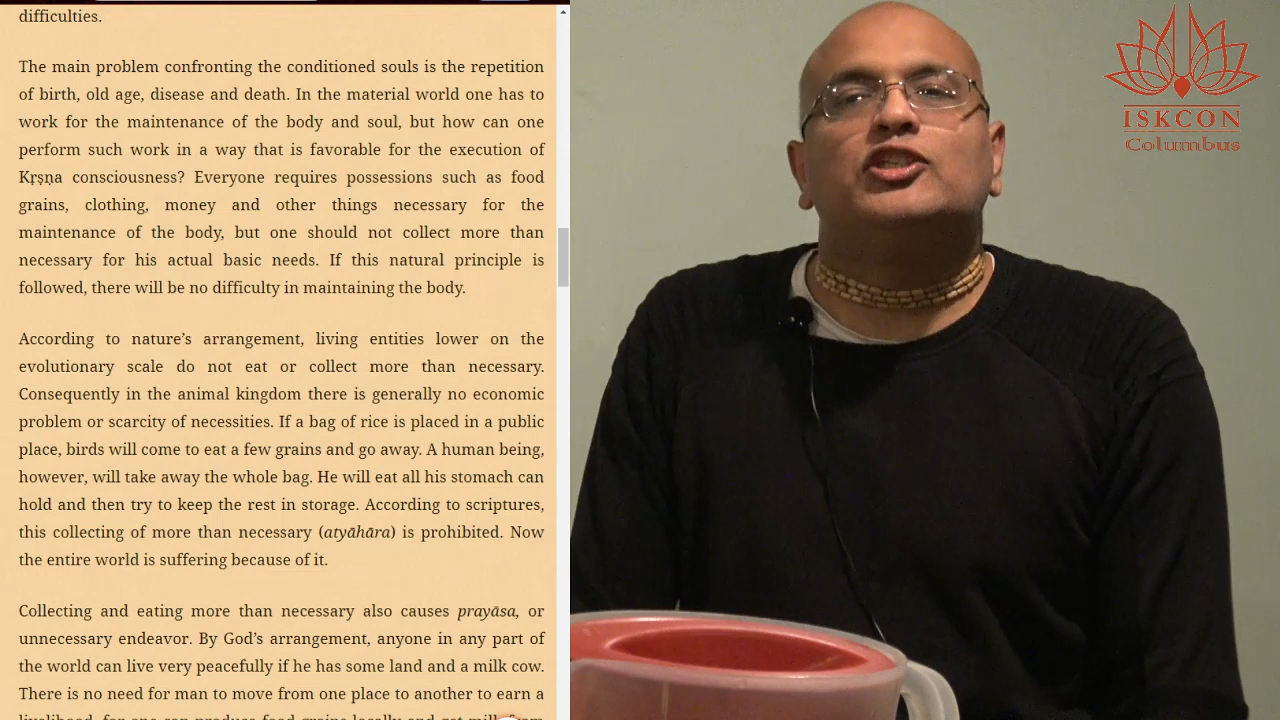 difficulties.
The main problem confronting the conditioned souls is the repetition
of birth, old age, disease and death. In the material world one has to
work for the maintenance of the body and soul, but how can one
perform such work in a way that is favorable for the execution of
Kṛṣṇa consciousness? Everyone requires possessions such as food
grains, clothing, money and other things necessary for the
maintenance of the body, but one should not collect more than
necessary for his actual basic needs. If this natural principle is
followed, there will be no difficulty in maintaining the body.
According to nature’s arrangement, living entities lower on the
evolutionary scale do not eat or collect more than necessary.
Consequently in the animal kingdom there is generally no economic
problem or scarcity of necessities. If a bag of rice is placed in a public
place, birds will come to eat a few grains and go away. A human being,
however, will take away the whole bag. He will eat all his stomach can
hold and then try to keep the rest in storage. According to scriptures,
this collecting of more than necessary (atyāhāra) is prohibited. Now
the entire world is suffering because of it.
Collecting and eating more than necessary also causes prayāsa, or
unnecessary endeavor. By God’s arrangement, anyone in any part of
the world can live very peacefully if he has some land and a milk cow.
There is no need for man to move from one place to another to earn a
livelihood, for one can produce food grains locally and get milk from
ISKCON
Columbus